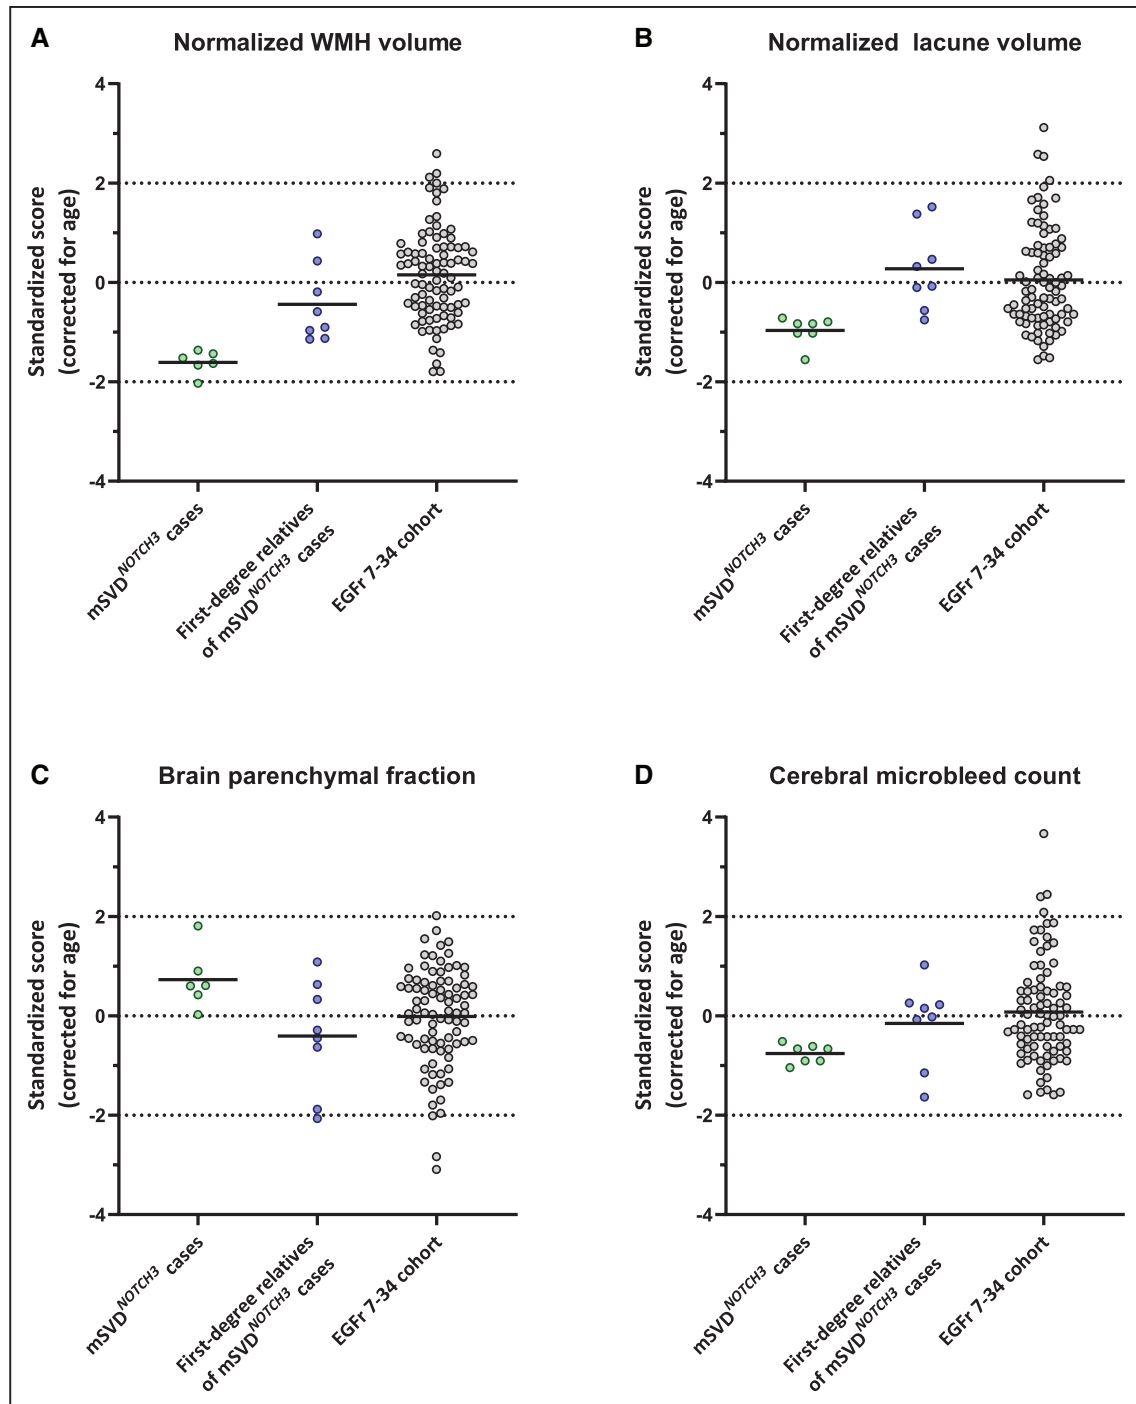 A Normalized WMH volume
Standardized score
(corrected for age)
4
2
0
-2
-4
mSVD^NOTCH3 cases
First-degree relatives
of mSVD^NOTCH3 cases
EGFr 7-34 cohort
B Normalized lacune volume
Standardized score
(corrected for age)
4
2
0
-2
-4
mSVD^NOTCH3 cases
First-degree relatives
of mSVD^NOTCH3 cases
EGFr 7-34 cohort
C Brain parenchymal fraction
Standardized score
(corrected for age)
4
2
0
-2
-4
mSVD^NOTCH3 cases
First-degree relatives
of mSVD^NOTCH3 cases
EGFr 7-34 cohort
D Cerebral microbleed count
Standardized score
(corrected for age)
4
2
0
-2
-4
mSVD^NOTCH3 cases
First-degree relatives
of mSVD^NOTCH3 cases
EGFr 7-34 cohort